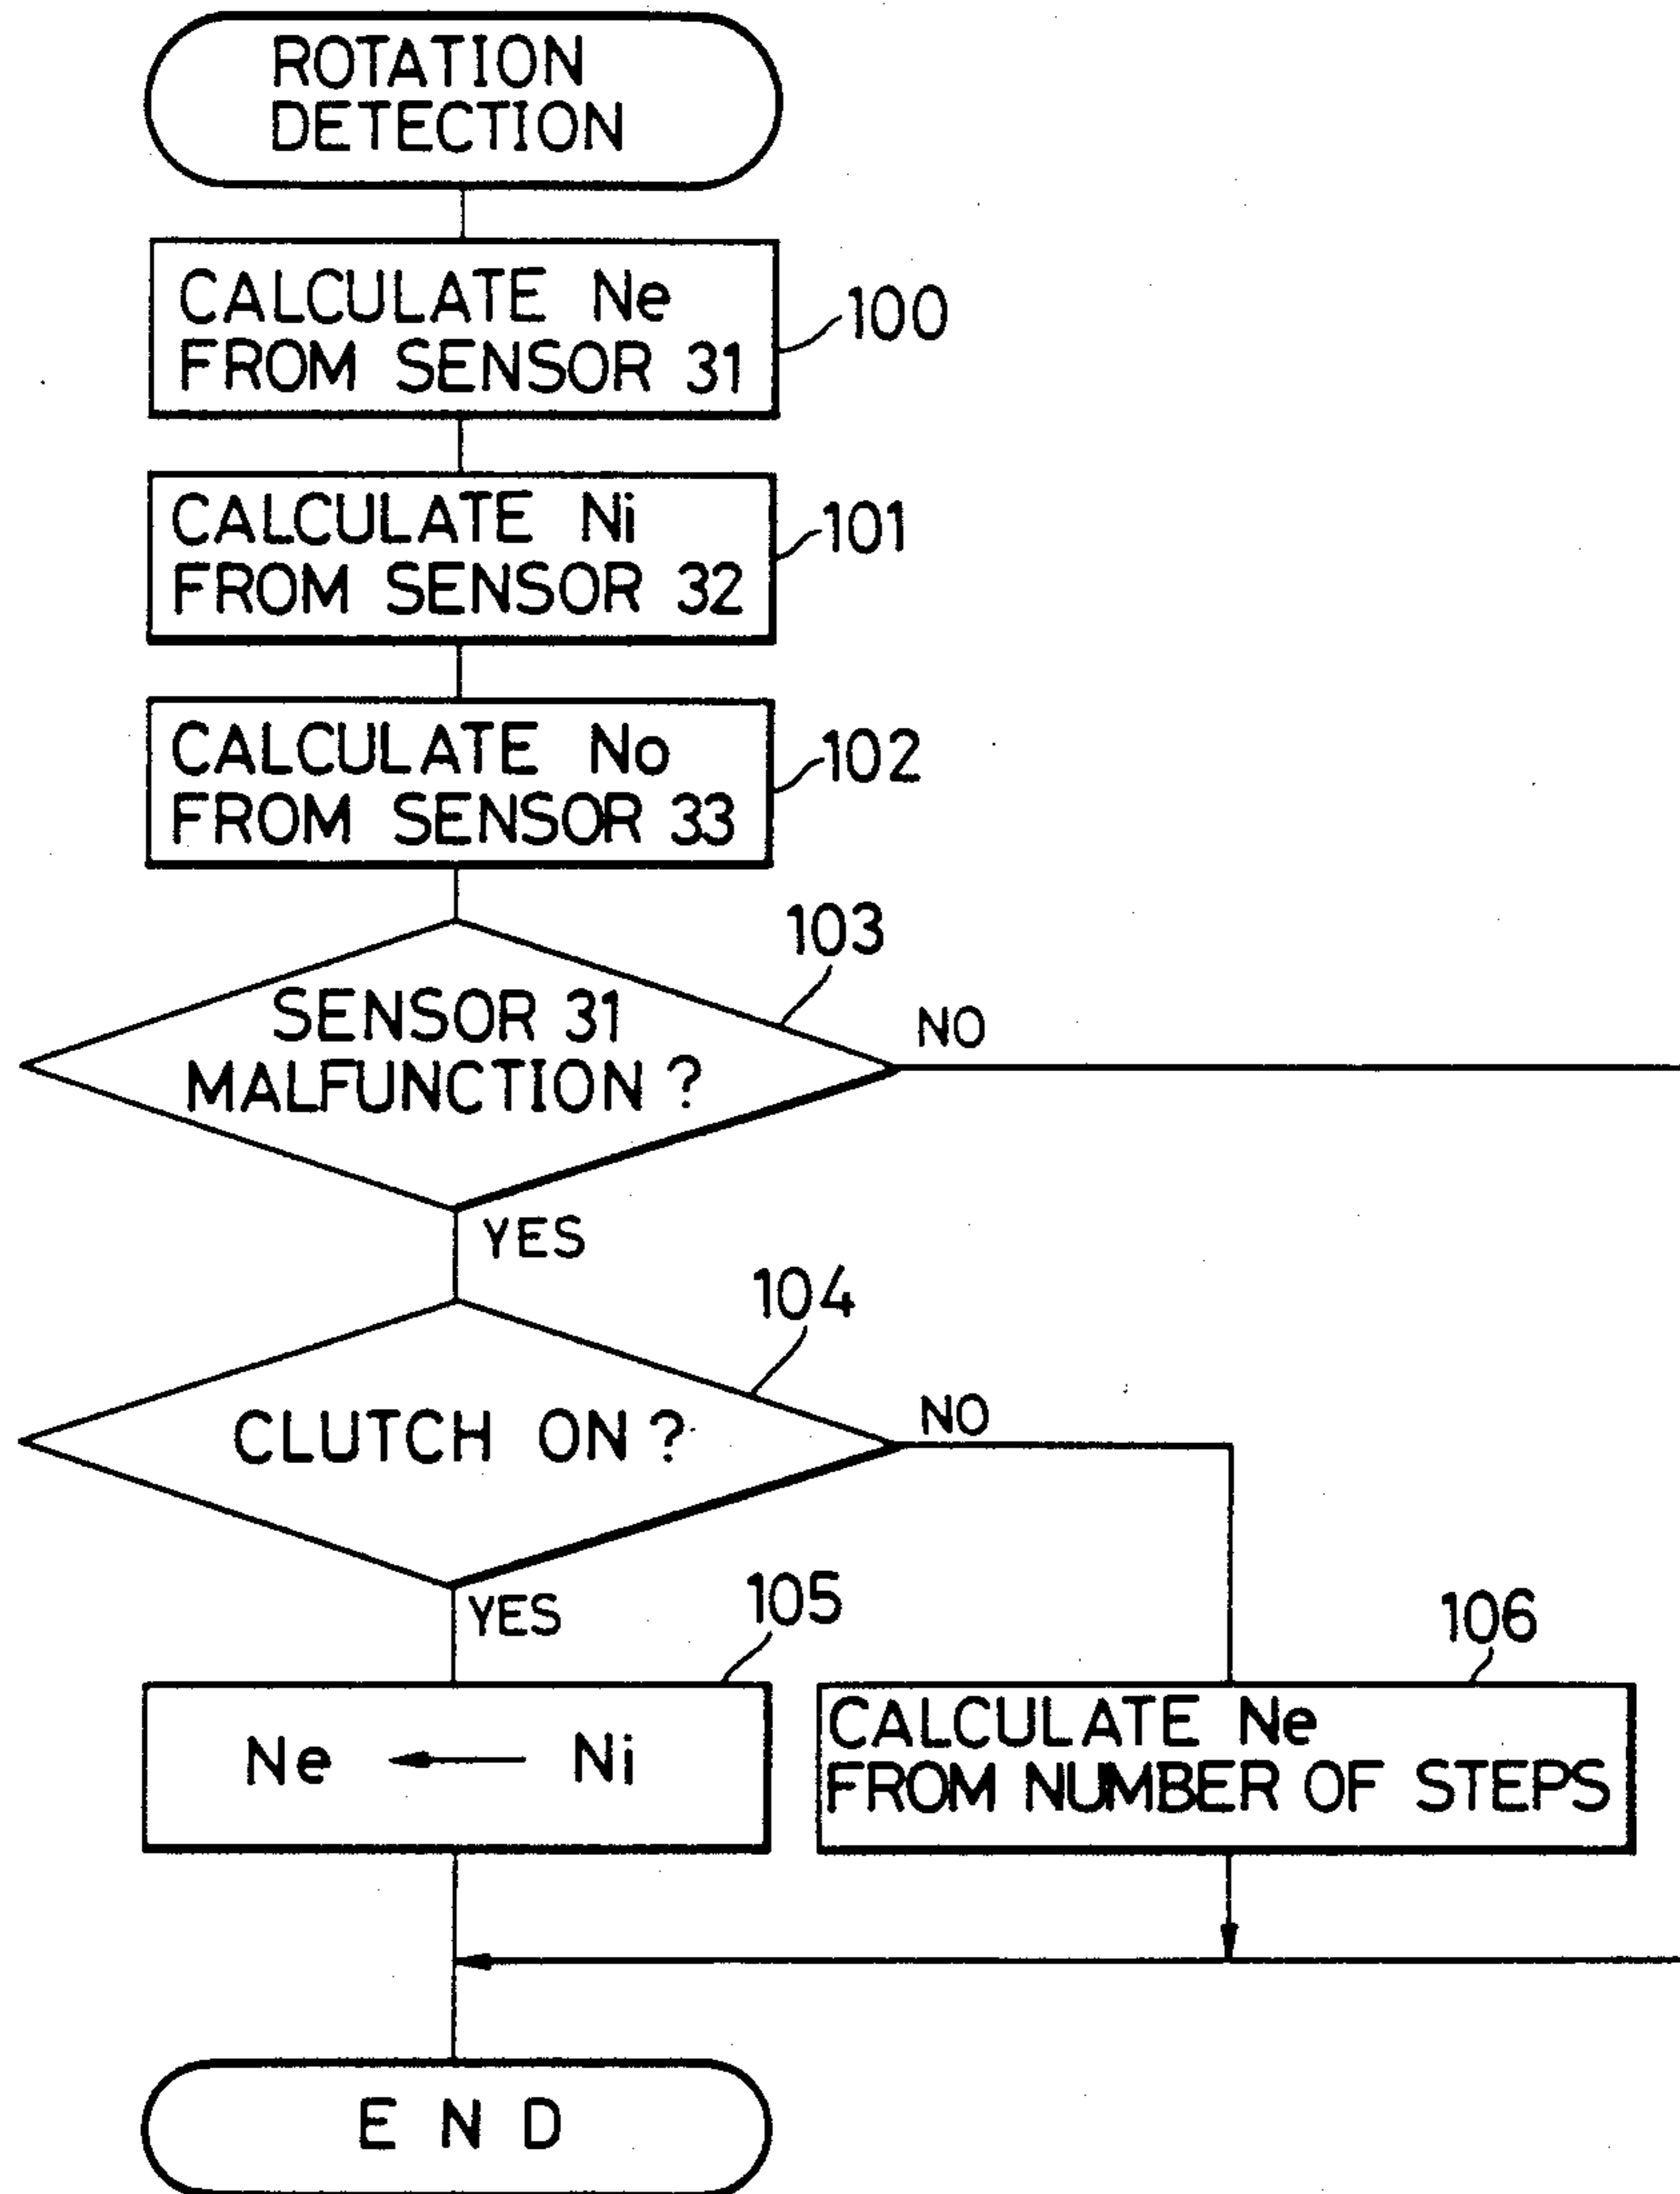 ROTATION
DETECTION
CALCULATE Ne
FROM SENSOR 31
100
CALCULATE Ni
FROM SENSOR 32
101
CALCULATE No
FROM SENSOR 33
102
103
SENSOR 31
MALFUNCTION ?
NO
YES
104
CLUTCH ON ?
NO
YES
105
106
Ne ← Ni
CALCULATE Ne
FROM NUMBER OF STEPS
END